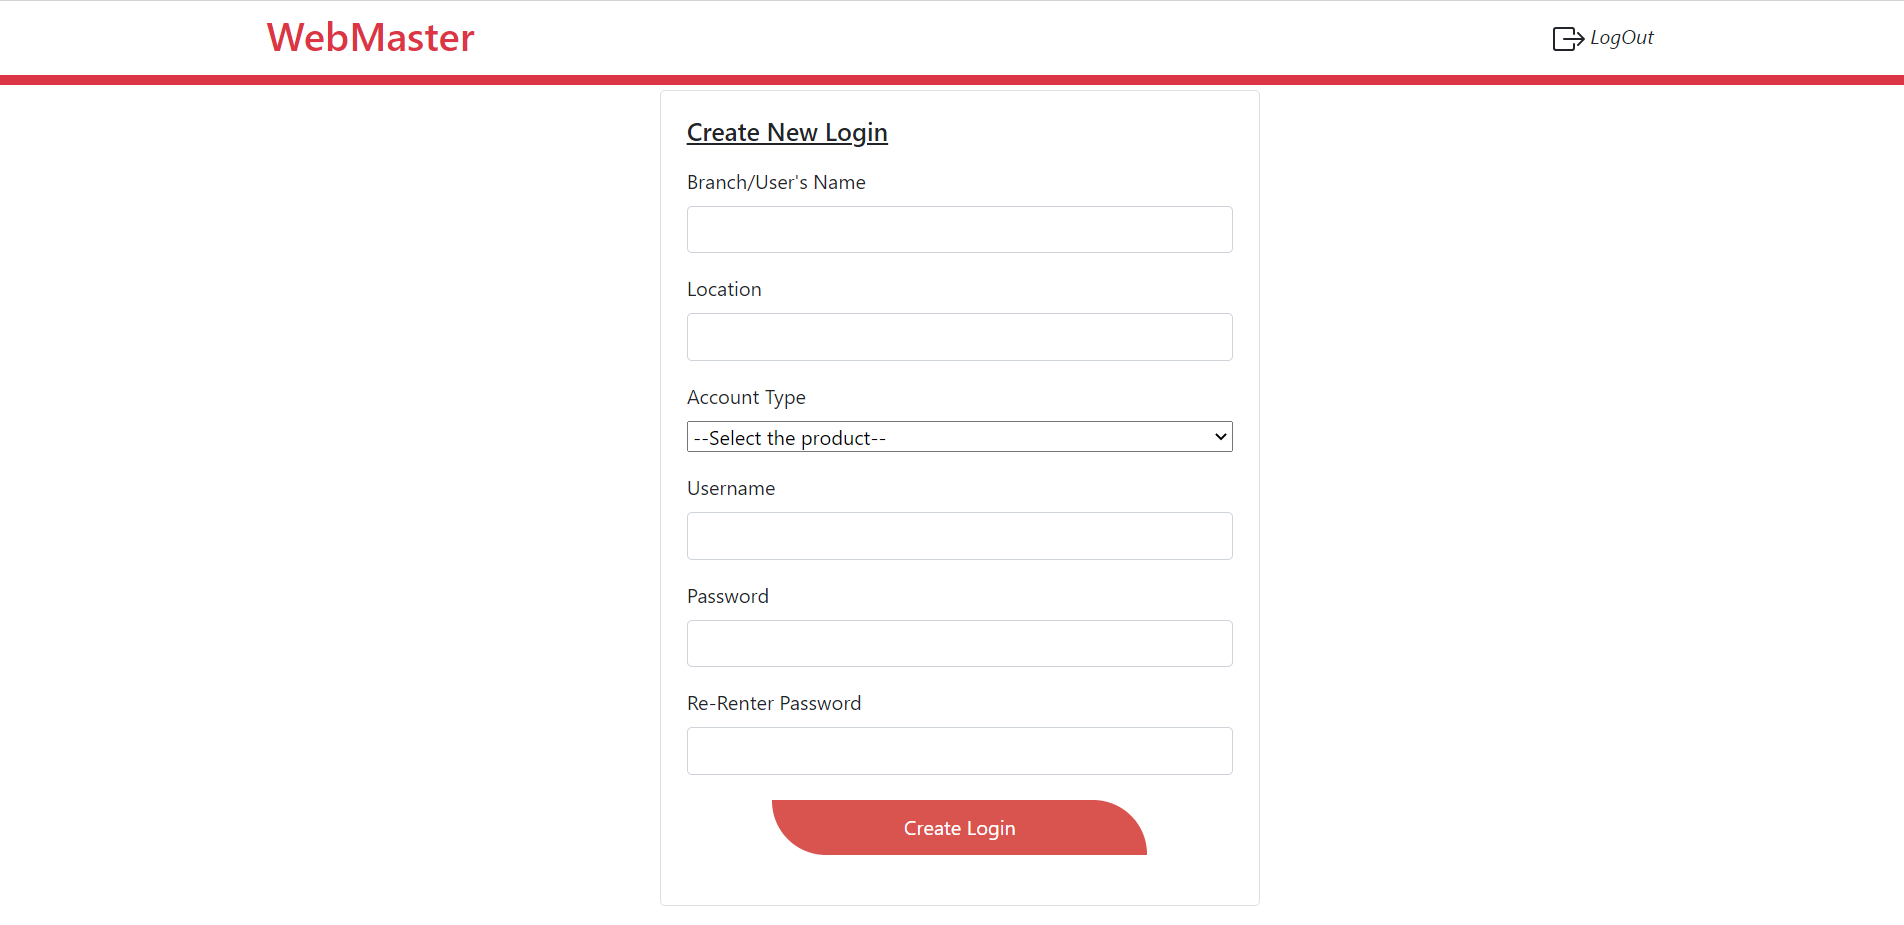 WebMaster
LogOut
Create New Login
Branch/User's Name
Location
Account Type
--Select the product--
Username
Password
Re-Renter Password
Create Login